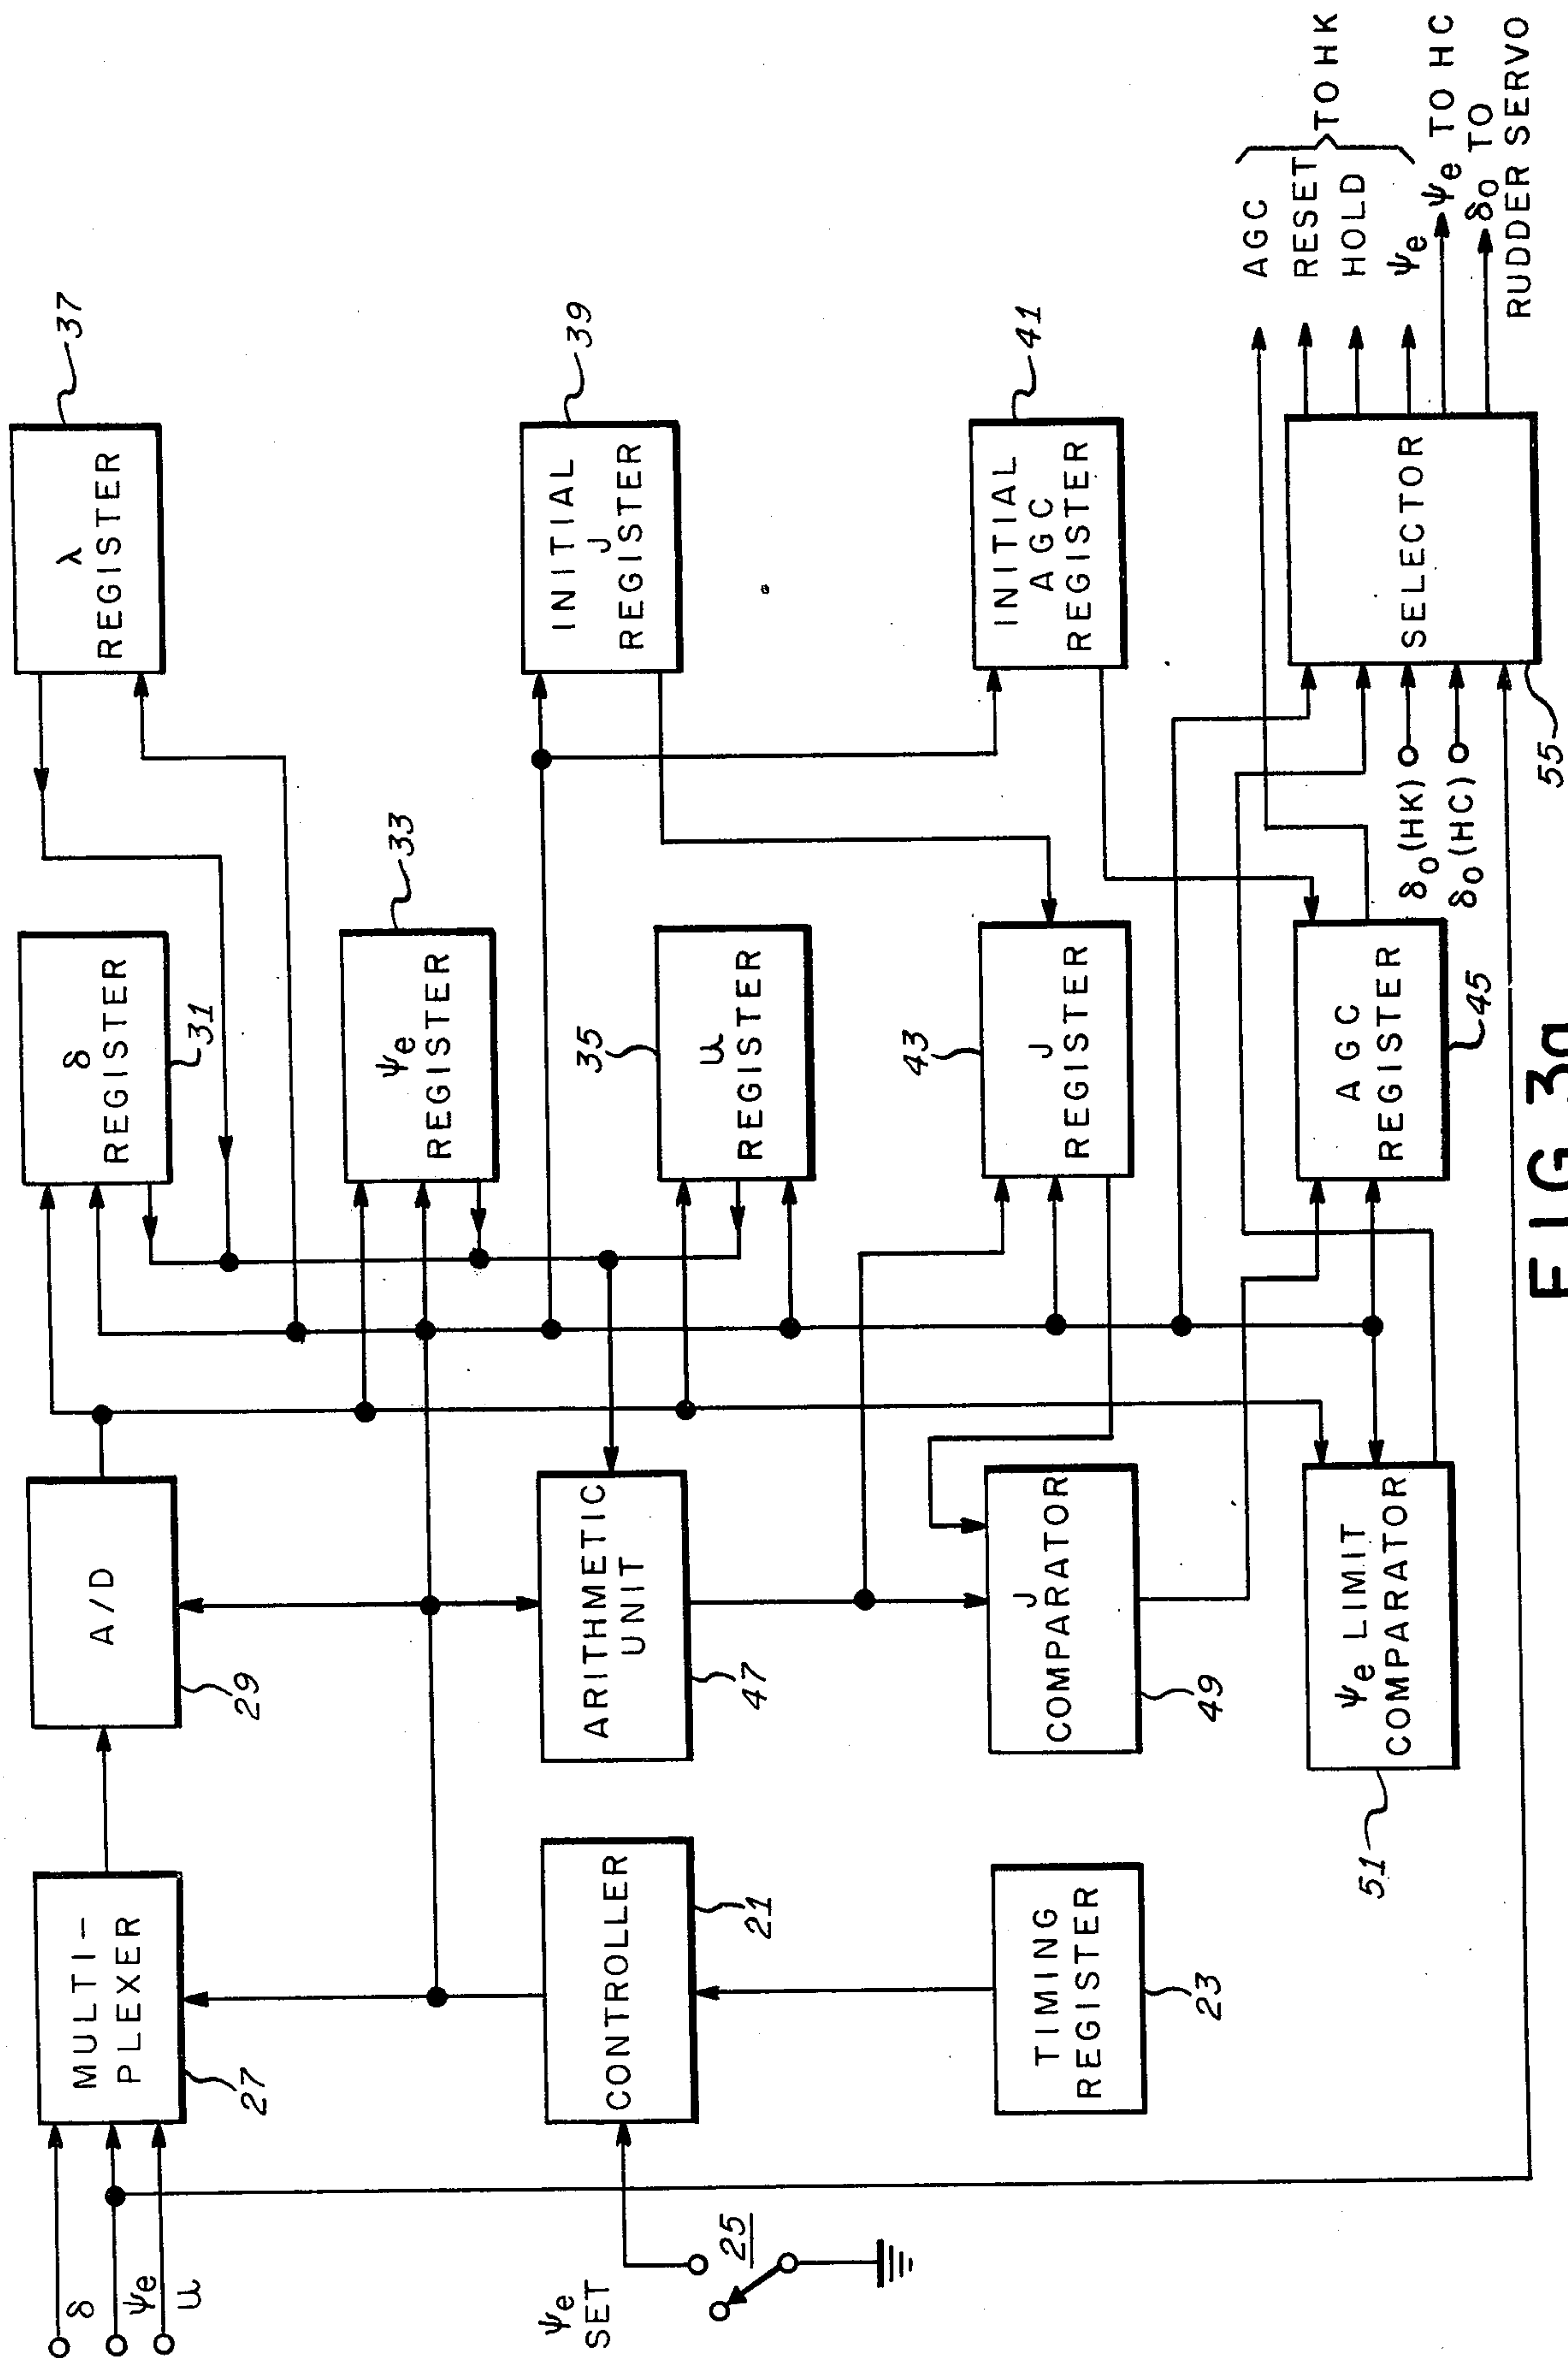 δ
ψe
u
MULTI-
PLEXER
27
A/D
29
δ
REGISTER
31
λ
REGISTER
37
ψe
REGISTER
33
ψe
SET
25
CONTROLLER
21
ARITHMETIC
UNIT
47
35
u
REGISTER
INITIAL
J
REGISTER
39
TIMING
REGISTER
23
J
COMPARATOR
49
43
J
REGISTER
INITIAL
AGC
REGISTER
41
51
ψe LIMIT
COMPARATOR
AGC
REGISTER
45
δo(HK)
δo(HC)
SELECTOR
55
AGC
RESET
HOLD
ψe
TO HK
ψe TO HC
δo TO
RUDDER SERVO
FIG. 3a